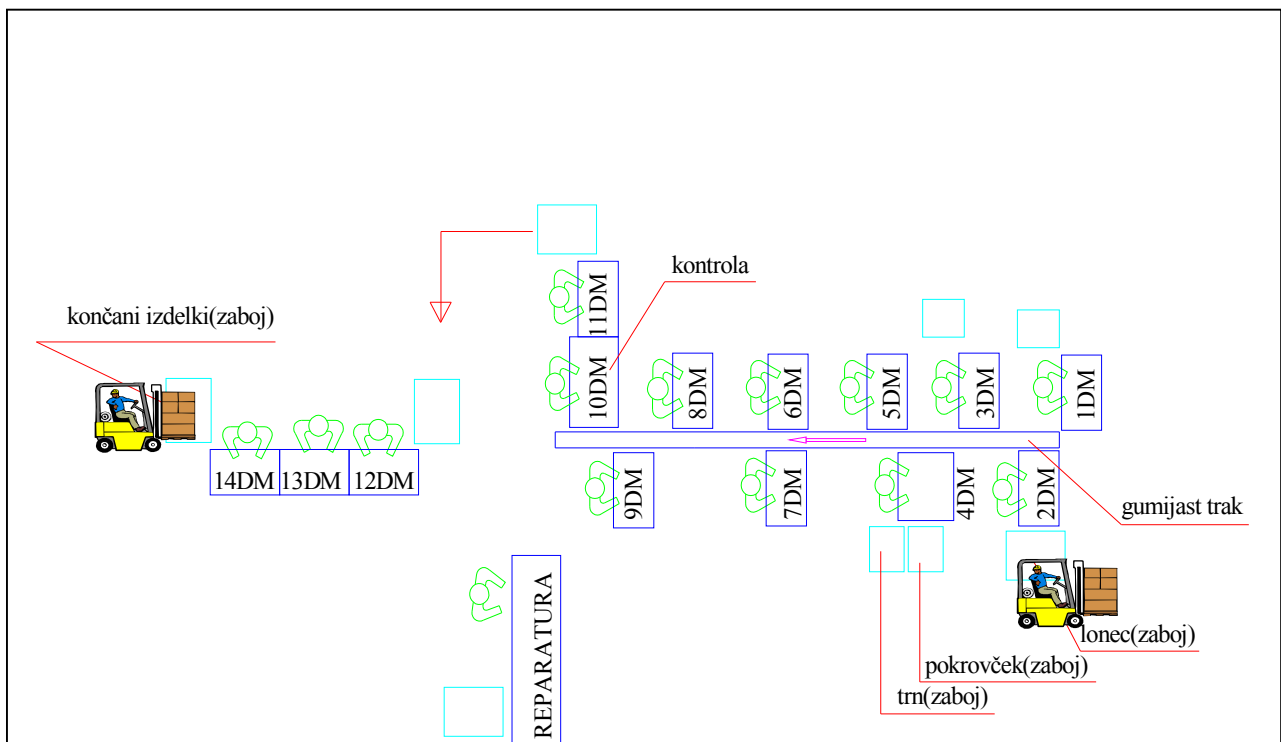 11DM
kontrola
končani izdelki(zaboj)
10DM
8DM
6DM
5DM
3DM
1DM
14DM
13DM
12DM
9DM
7DM
4DM
2DM
gumijast trak
REPARATURA
lonec(zaboj)
pokrovček(zaboj)
trn(zaboj)